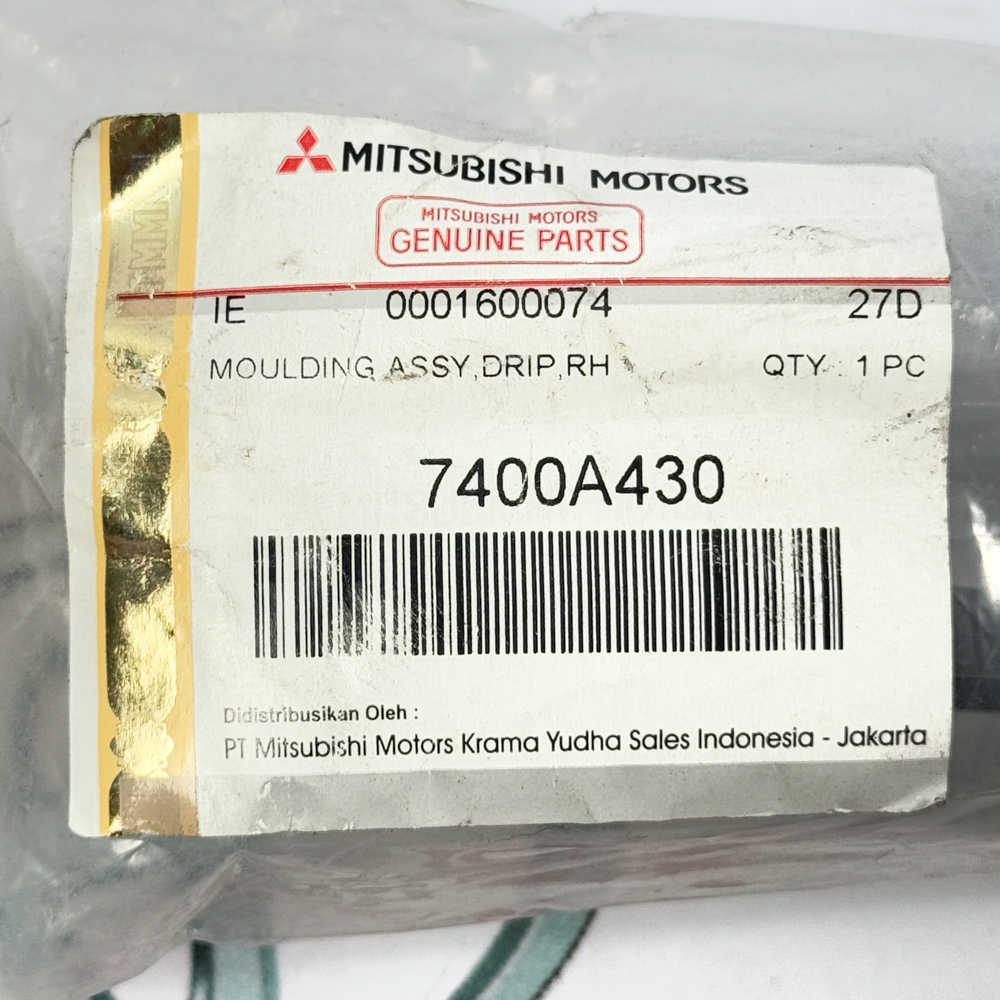 MITSUBISHI MOTORS
MITSUBISHI MOTORS
GENUINE PARTS
IE 0001600074 27D
MOULDING ASSY,DRIP,RH QTY : 1 PC
7400A430
Didistribusikan Oleh :
PT Mitsubishi Motors Krama Yudha Sales Indonesia - Jakarta